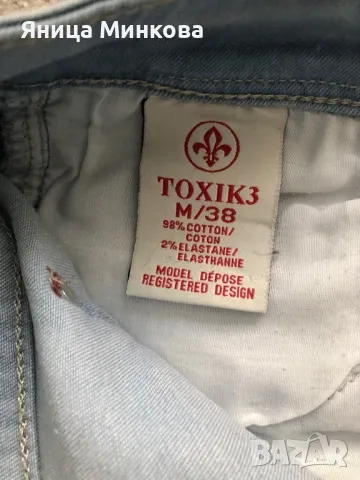 Яница Минкова
TOXIK3
M/38
98% COTTON/
COTON
2% ELASTANE/
ELASTHANNE
MODEL DÉPOSE
REGISTERED DESIGN
BAZAR